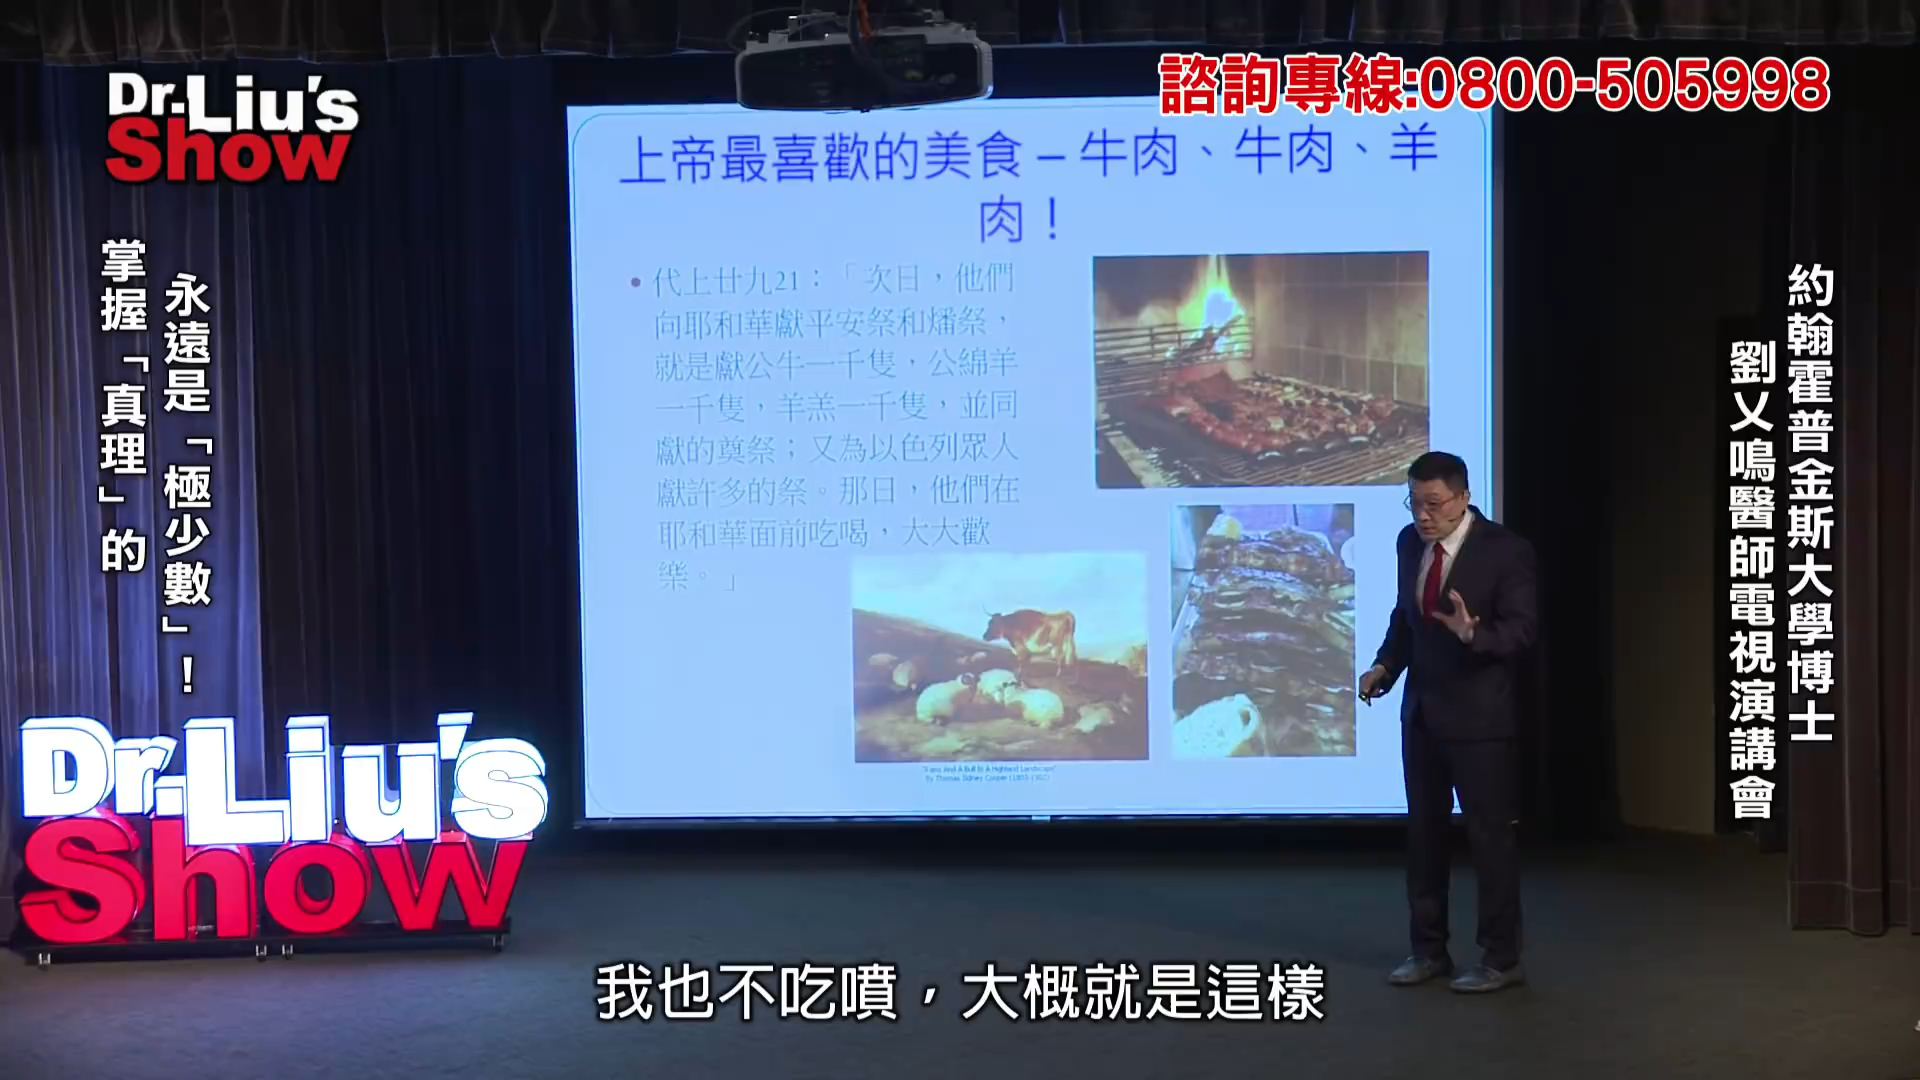 Dr. Liu's
Show
諮詢專線:0800-505998
上帝最喜歡的美食 – 牛肉、牛肉、羊
肉！
• 代上廿九21：「次日，他們
向耶和華獻平安祭和燔祭，
就是獻公牛一千隻，公綿羊
一千隻，羊羔一千隻，並同
獻的奠祭；又為以色列眾人
獻許多的祭。那日，他們在
耶和華面前吃喝，大大歡
樂。」
By Thomas Sidney Cooper (1803-1902)
掌握「真理」的
永遠是「極少數」！
約翰霍普金斯大學博士
劉乂鳴醫師電視演講會
Dr. Liu's
Show
我也不吃噴，大概就是這樣